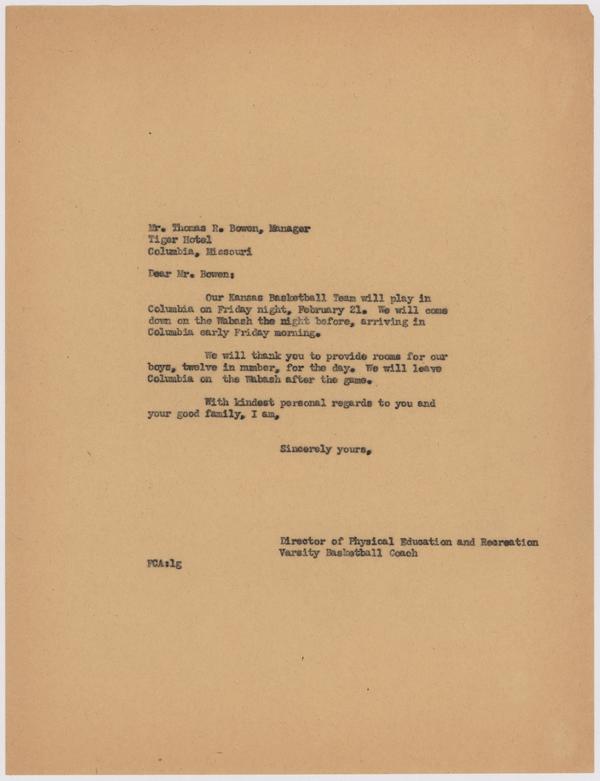 Mr. Thomas R. Bowen, Manager
Tiger Hotel
Columbia, Missouri
Dear Mr. Bowen:
Our Kansas Basketball Team will play in
Columbia on Friday night, February 21. We will come
down on the Wabash the night before, arriving in
Columbia early Friday morning.
We will thank you to provide rooms for our
boys, twelve in number, for the day. We will leave
Columbia on the Wabash after the game.
With kindest personal regards to you and
your good family, I am,
Sincerely yours,
Director of Physical Education and Recreation
Varsity Basketball Coach
FCA:lg